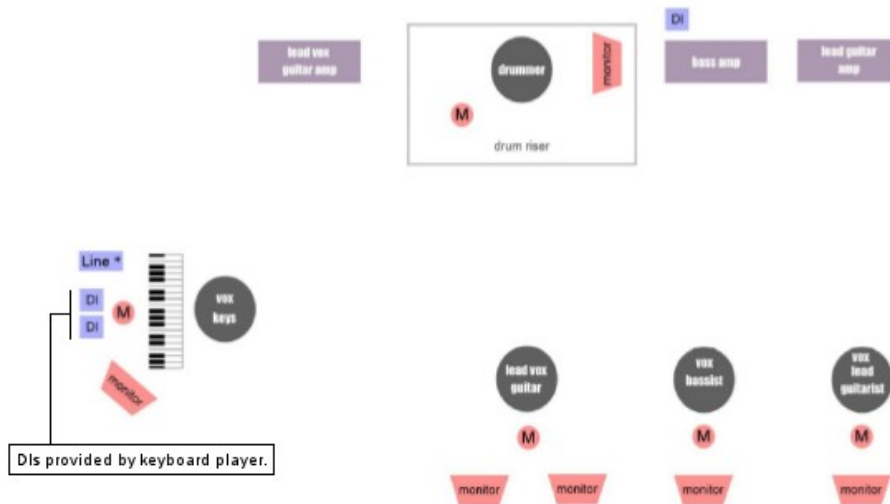 DI
lead vox
guitar amp
drummer
monitor
bass amp
lead guitar
amp
M
drum riser
Line *
DI
DI
M
vox
keys
monitor
lead vox
guitar
vox
bassist
vox
lead
guitarist
M
M
M
DIs provided by keyboard player.
monitor
monitor
monitor
monitor